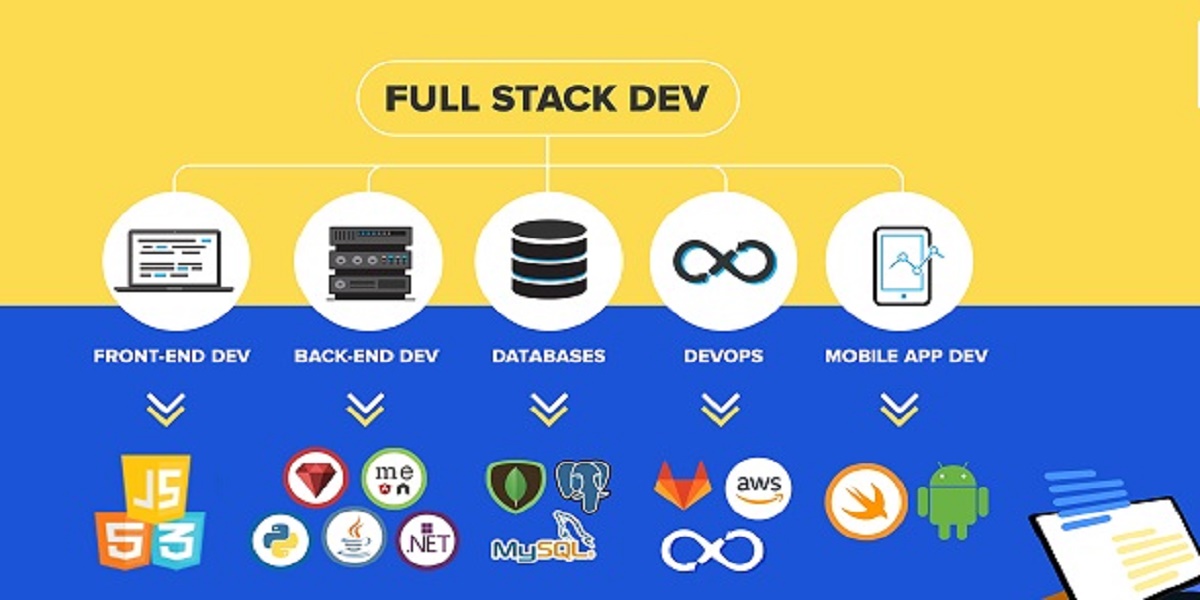 FULL STACK DEV
FRONT-END DEV
BACK-END DEV
DATABASES
DEVOPS
MOBILE APP DEV
JS
5
3
me
.NET
MySQL
aws